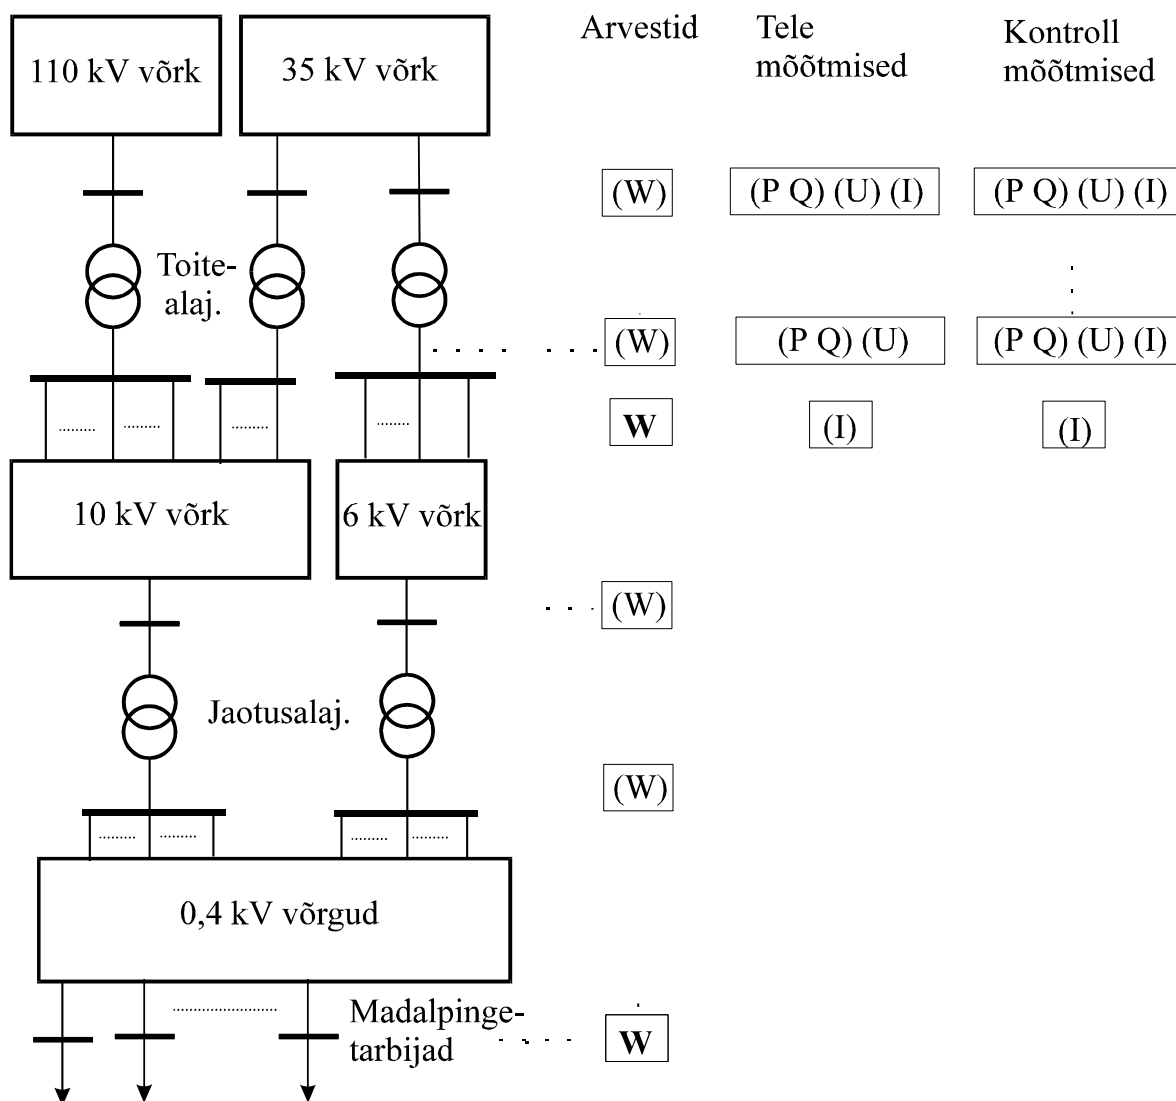 Arvestid
Tele
mõõtmised
Kontroll
mõõtmised
110 kV võrk
35 kV võrk
(W)
(P Q) (U) (I)
(P Q) (U) (I)
Toite-
alaj.
(W)
(P Q) (U)
(P Q) (U) (I)
W
(I)
(I)
10 kV võrk
6 kV võrk
(W)
Jaotusalaj.
(W)
0,4 kV võrgud
Madalpinge-
tarbijad
W